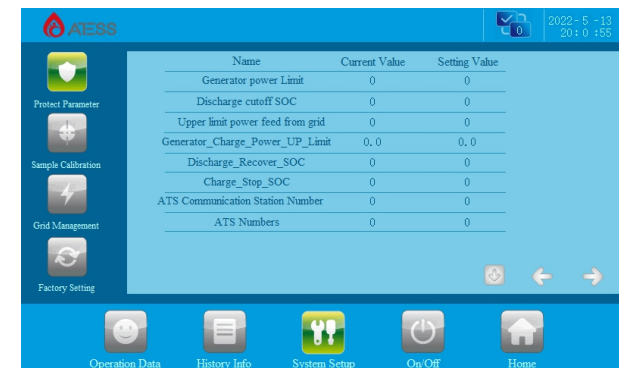 ATESS
0
2022-5-13
20:0:55
Name Current Value Setting Value
Generator power Limit 0 0
Discharge cutoff SOC 0 0
Upper limit power feed from grid 0 0
Generator_Charge_Power_UP_Limit 0.0 0.0
Discharge_Recover_SOC 0 0
Charge_Stop_SOC 0 0
ATS Communication Station Number 0 0
ATS Numbers 0 0
Protect Parameter
Sample Calibration
Grid Management
Factory Setting
Operation Data History Info System Setup On/Off Home